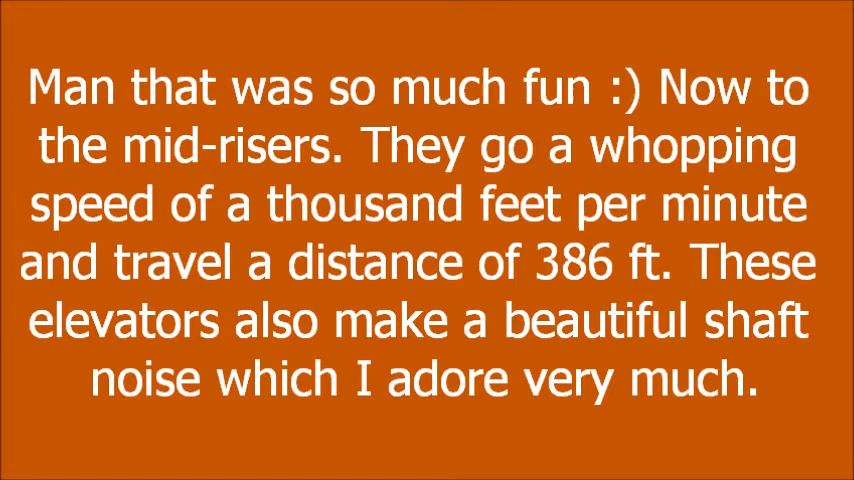 Man that was so much fun :) Now to
the mid-risers. They go a whopping
speed of a thousand feet per minute
and travel a distance of 386 ft. These
elevators also make a beautiful shaft
noise which I adore very much.